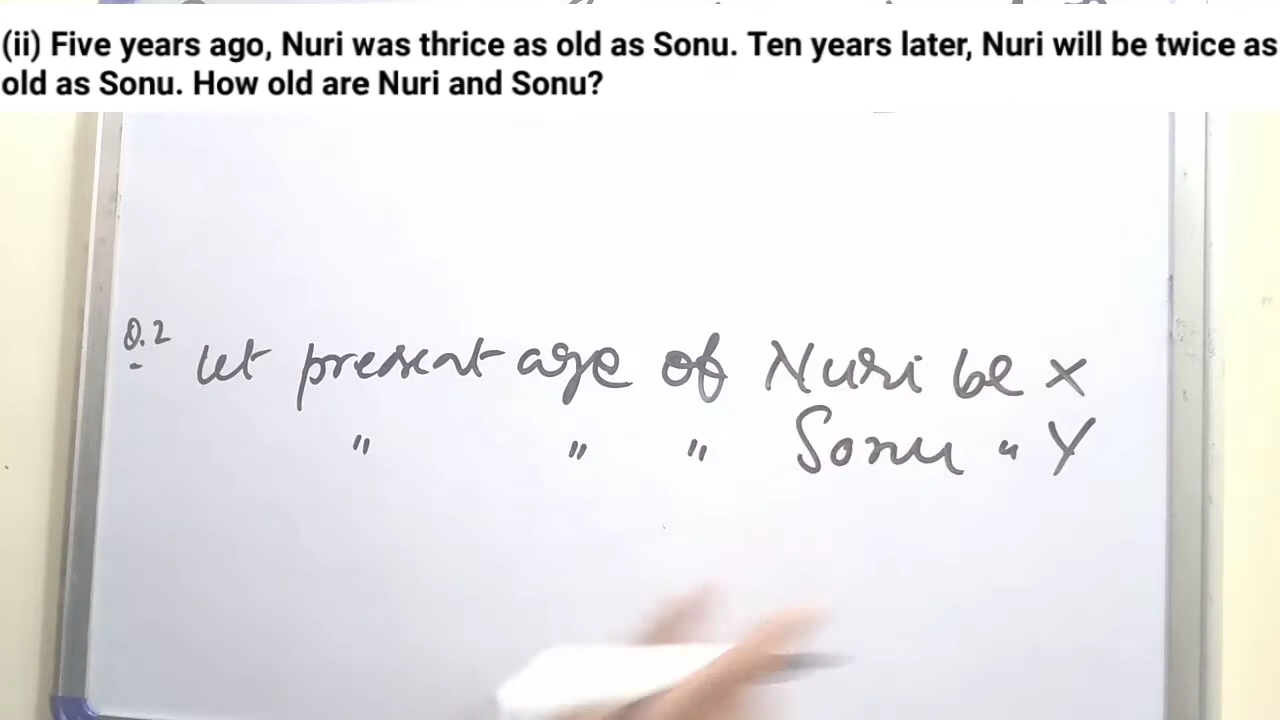 (ii) Five years ago, Nuri was thrice as old as Sonu. Ten years later, Nuri will be twice as
old as Sonu. How old are Nuri and Sonu?
Q.2 let present age of Nuri be x
" " " Sonu " y